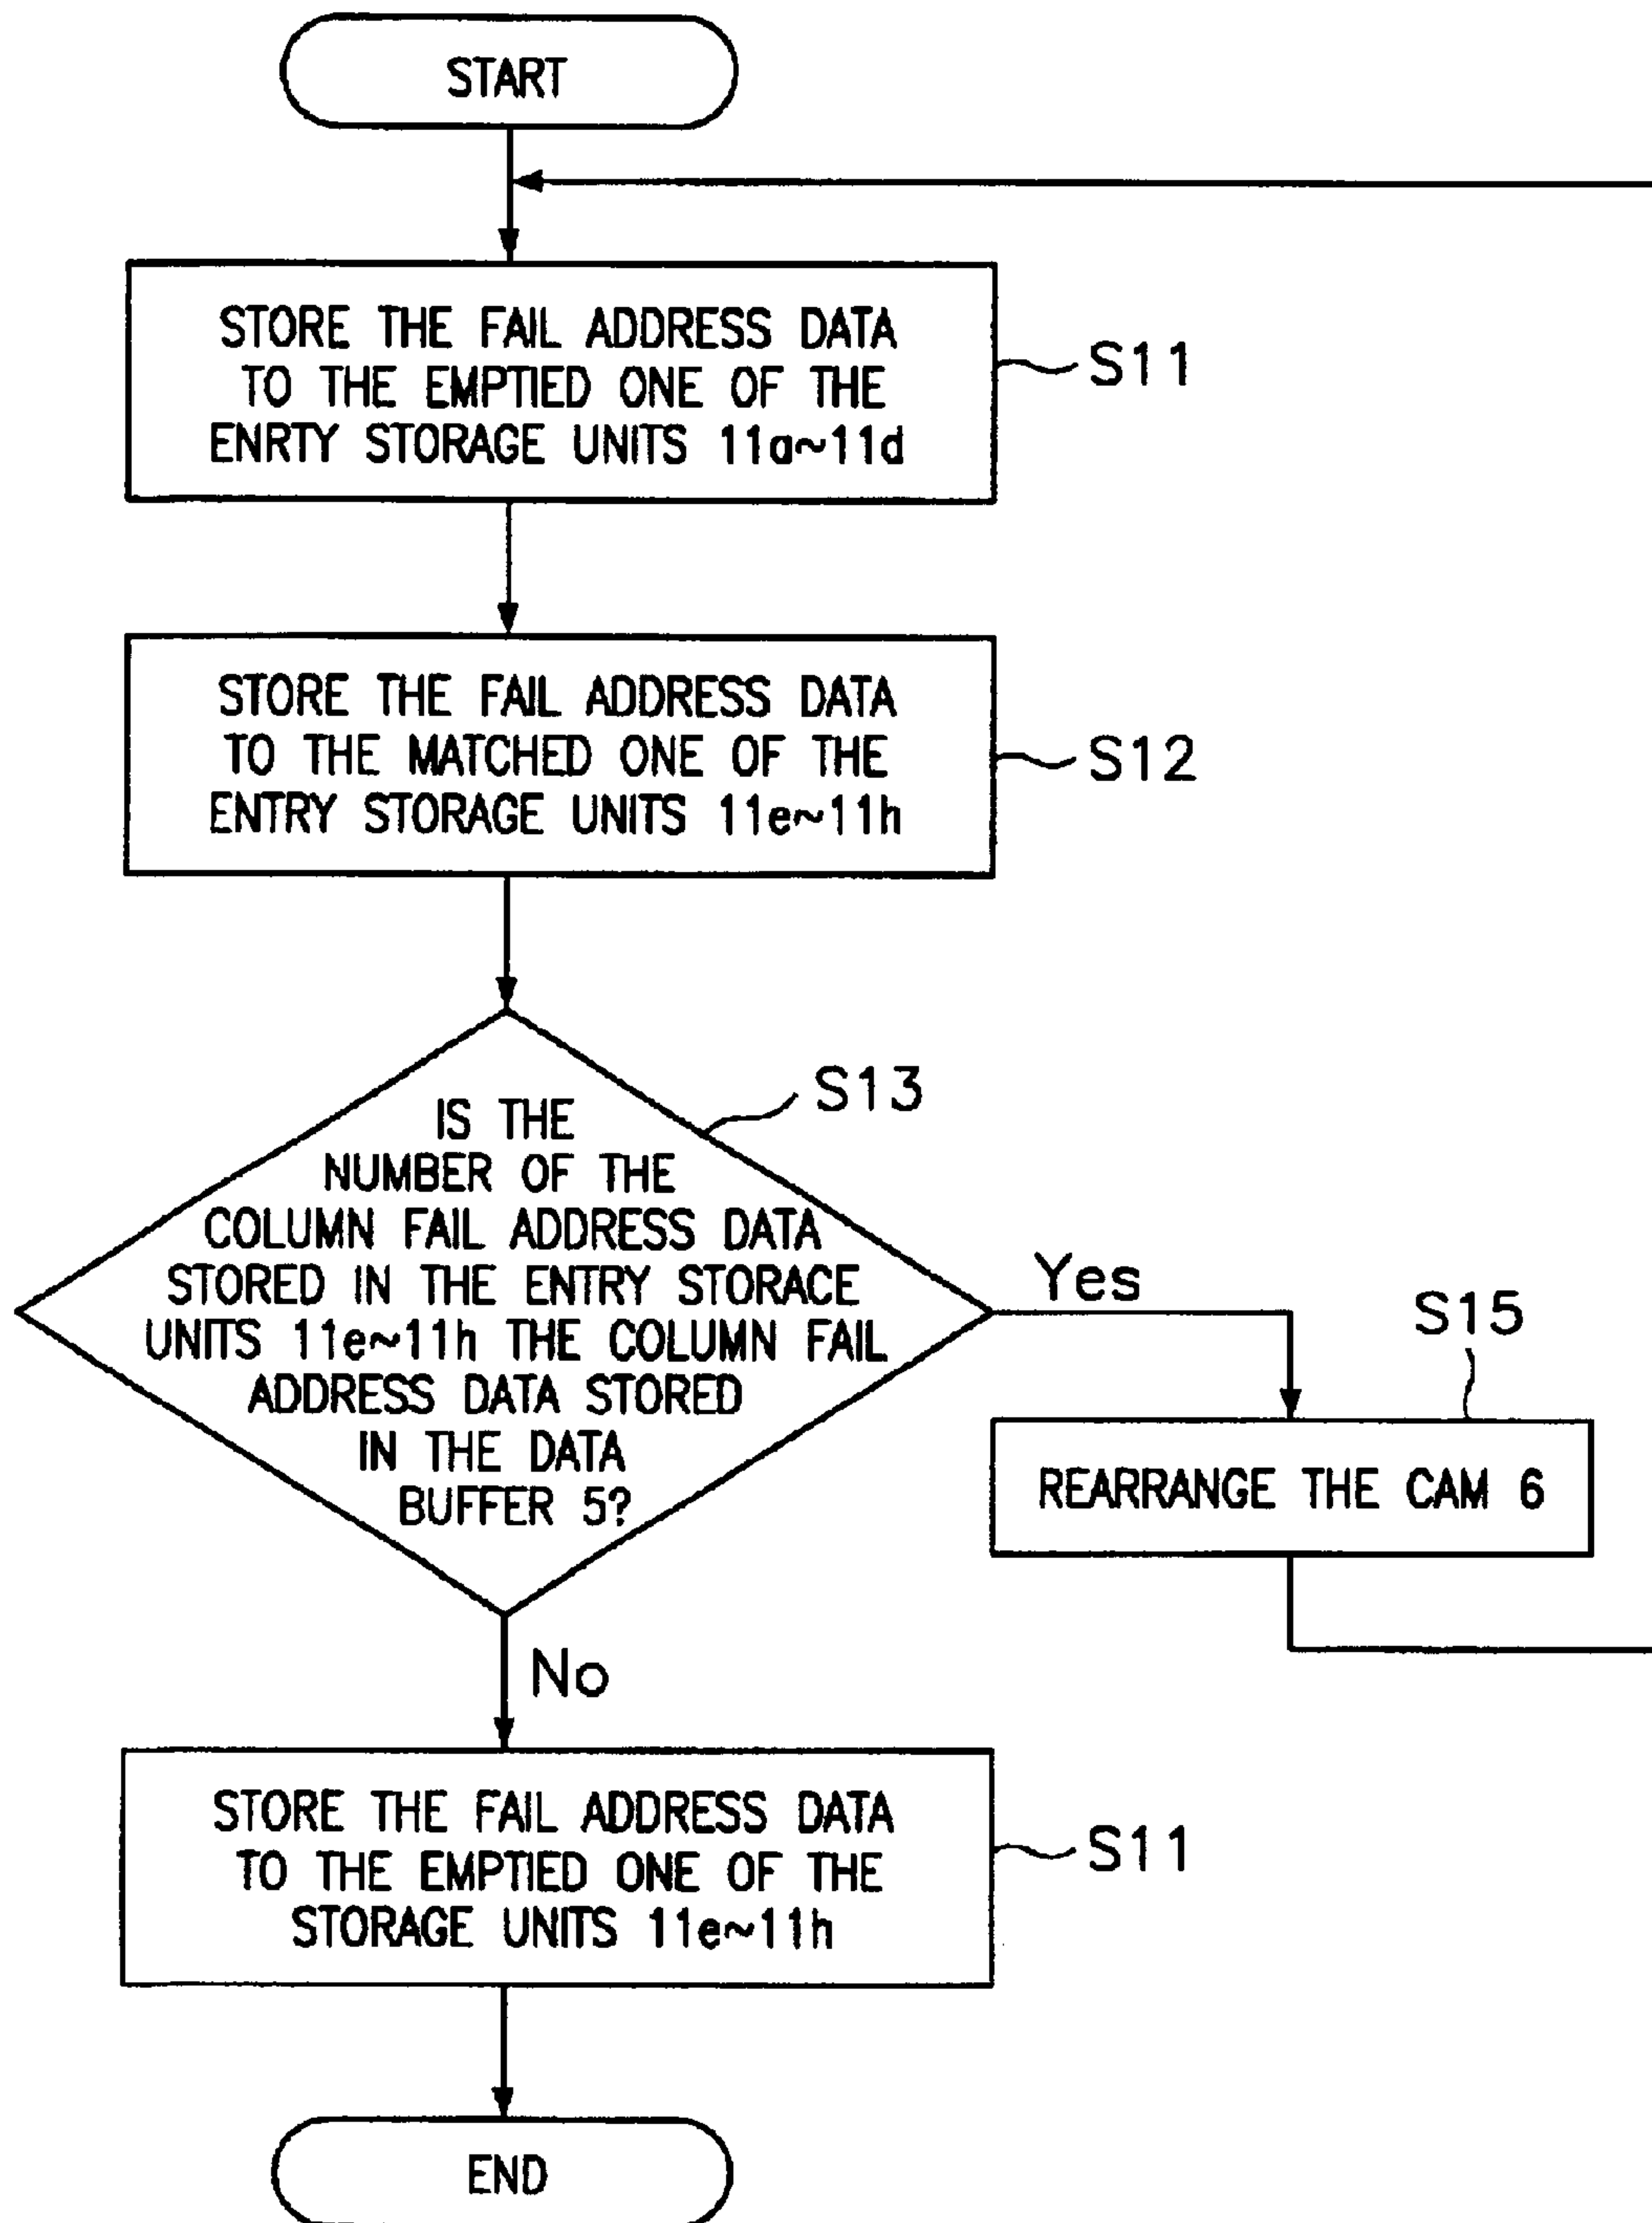 START
STORE THE FAIL ADDRESS DATA
TO THE EMPTIED ONE OF THE
ENRTY STORAGE UNITS 11a~11d
S11
STORE THE FAIL ADDRESS DATA
TO THE MATCHED ONE OF THE
ENTRY STORAGE UNITS 11e~11h
S12
S13
IS THE
NUMBER OF THE
COLUMN FAIL ADDRESS DATA
STORED IN THE ENTRY STORACE
UNITS 11e~11h THE COLUMN FAIL
ADDRESS DATA STORED
IN THE DATA
BUFFER 5?
Yes
S15
REARRANGE THE CAM 6
No
STORE THE FAIL ADDRESS DATA
TO THE EMPTIED ONE OF THE
STORAGE UNITS 11e~11h
S11
END